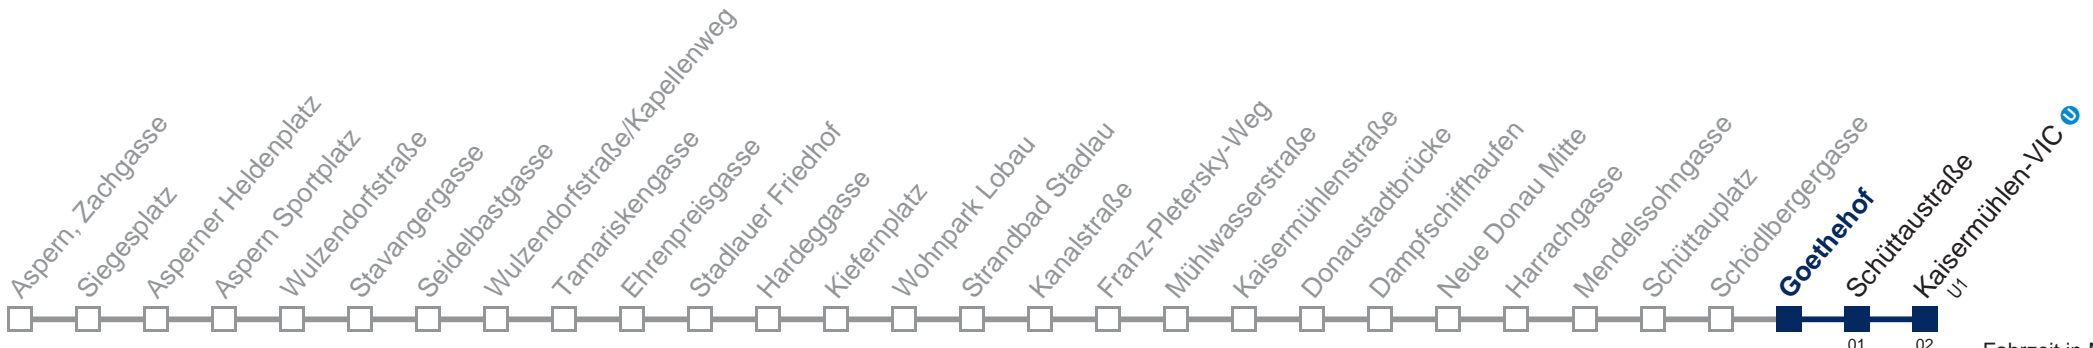 Aspern, Zachgasse
Siegesplatz
Asperner Heldenplatz
Aspern Sportplatz
Wulzendorfstraße
Stavangergasse
Seidelbastgasse
Wulzendorfstraße/Kapellenweg
Tamariskengasse
Ehrenpreisgasse
Stadlauer Friedhof
Hardeggasse
Kiefernplatz
Wohnpark Lobau
Strandbad Stadlau
Kanalstraße
Franz-Pletersky-Weg
Mühlwasserstraße
Kaisermühlenstraße
Donaustadtbrücke
Dampfschiffhaufen
Neue Donau Mitte
Harrachgasse
Mendelssohngasse
Schüttauplatz
Schödlbergergasse
Goethehof
Schüttaustraße
Kaisermühlen-VIC U
U1
01 02
Fahrzeit in